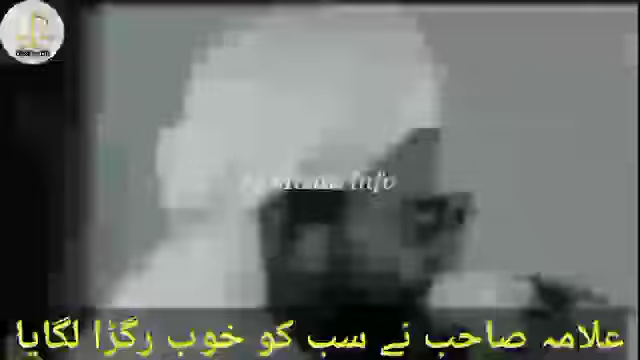 علامہ صاحب نے سب کو خوب رگڑا لگایا